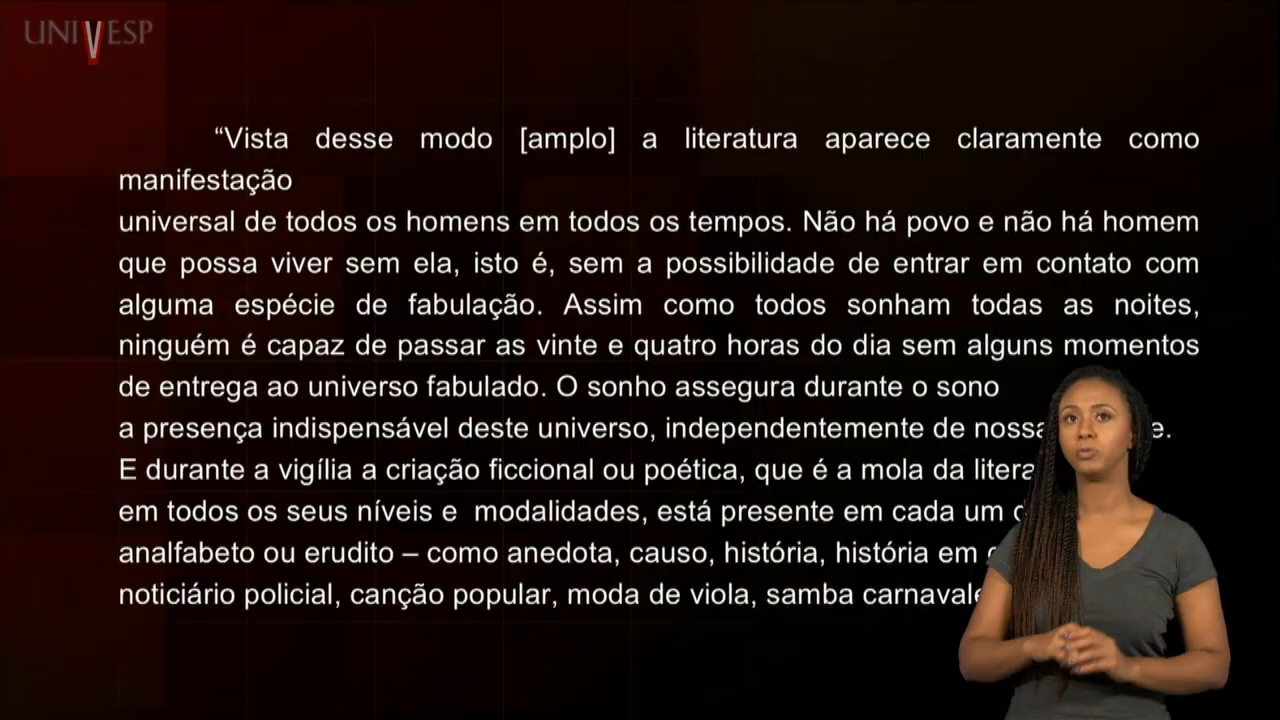 UNIVESP
“Vista desse modo [amplo] a literatura aparece claramente como
manifestação
universal de todos os homens em todos os tempos. Não há povo e não há homem
que possa viver sem ela, isto é, sem a possibilidade de entrar em contato com
alguma espécie de fabulação. Assim como todos sonham todas as noites,
ninguém é capaz de passar as vinte e quatro horas do dia sem alguns momentos
de entrega ao universo fabulado. O sonho assegura durante o sono
a presença indispensável deste universo, independentemente de
E durante a vigília a criação ficcional ou poética, que é a mola da
em todos os seus níveis e modalidades, está presente em cada um
analfabeto ou erudito – como anedota, causo, história, história em
noticiário policial, canção popular, moda de viola, samba